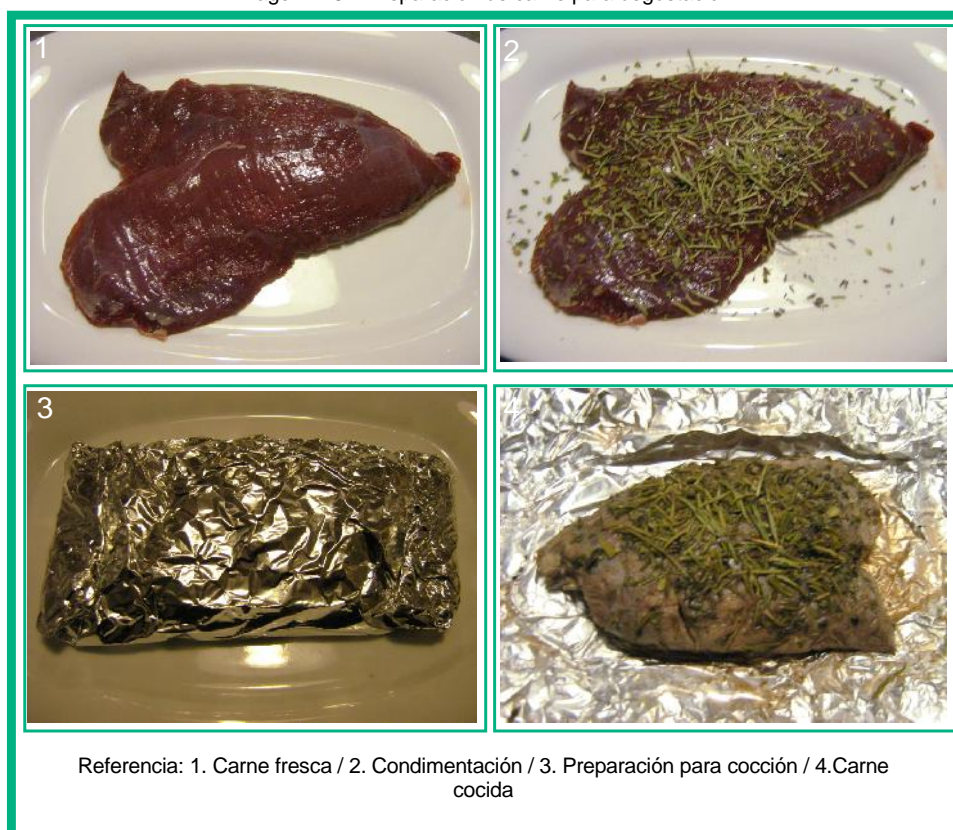 1
2
3
4
Referencia: 1. Carne fresca / 2. Condimentación / 3. Preparación para cocción / 4.Carne
cocida